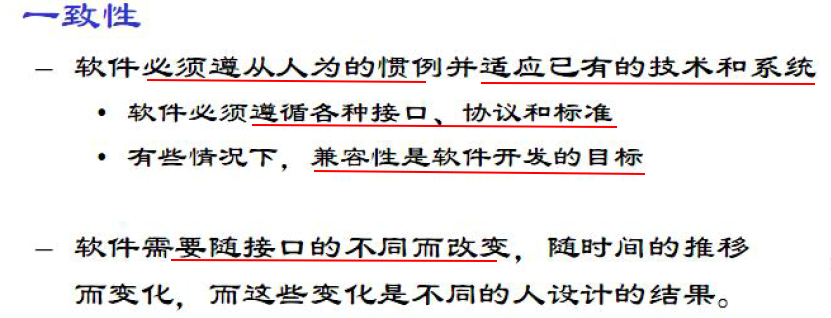 一致性
– 软件必须遵从人为的惯例并适应已有的技术和系统
• 软件必须遵循各种接口、协议和标准
• 有些情况下，兼容性是软件开发的目标
– 软件需要随接口的不同而改变，随时间的推移
而变化，而这些变化是不同的人设计的结果。